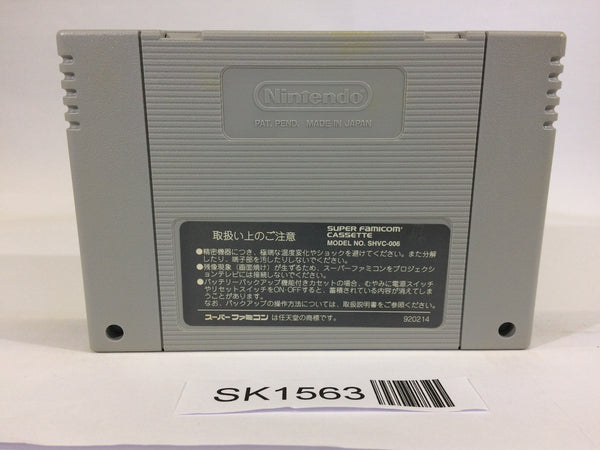 Nintendo
PAT. PEND. MADE IN JAPAN
取扱い上のご注意
SUPER FAMICOM
CASSETTE
MODEL NO. SHVC-006
●精密機器につき、極端な温度変化やショックを避けてください。また分解
したり、端子部を汚したりしないでください。
●残像現象（画面焼け）が生ずるため、スーパーファミコンをプロジェクシ
ョンテレビには接続しないでください。
●バッテリーバックアップ機能付きカセットの場合、むやみに電源スイッチ
やリセットスイッチをON・OFFすると、蓄積されている内容が消えてしま
うことがあります。
なお、バックアップの操作方法については、取扱説明書をご参照ください。
スーパーファミコンは任天堂の商標です。
920214
SK1563